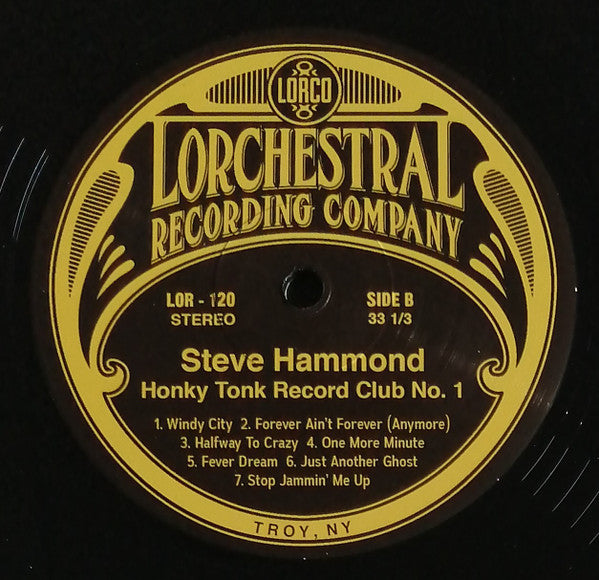 LORCO
LORCHESTRAL
RECORDING COMPANY
LOR - 120
STEREO
SIDE B
33 1/3
Steve Hammond
Honky Tonk Record Club No. 1
1. Windy City 2. Forever Ain't Forever (Anymore)
3. Halfway To Crazy 4. One More Minute
5. Fever Dream 6. Just Another Ghost
7. Stop Jammin' Me Up
TROY, NY